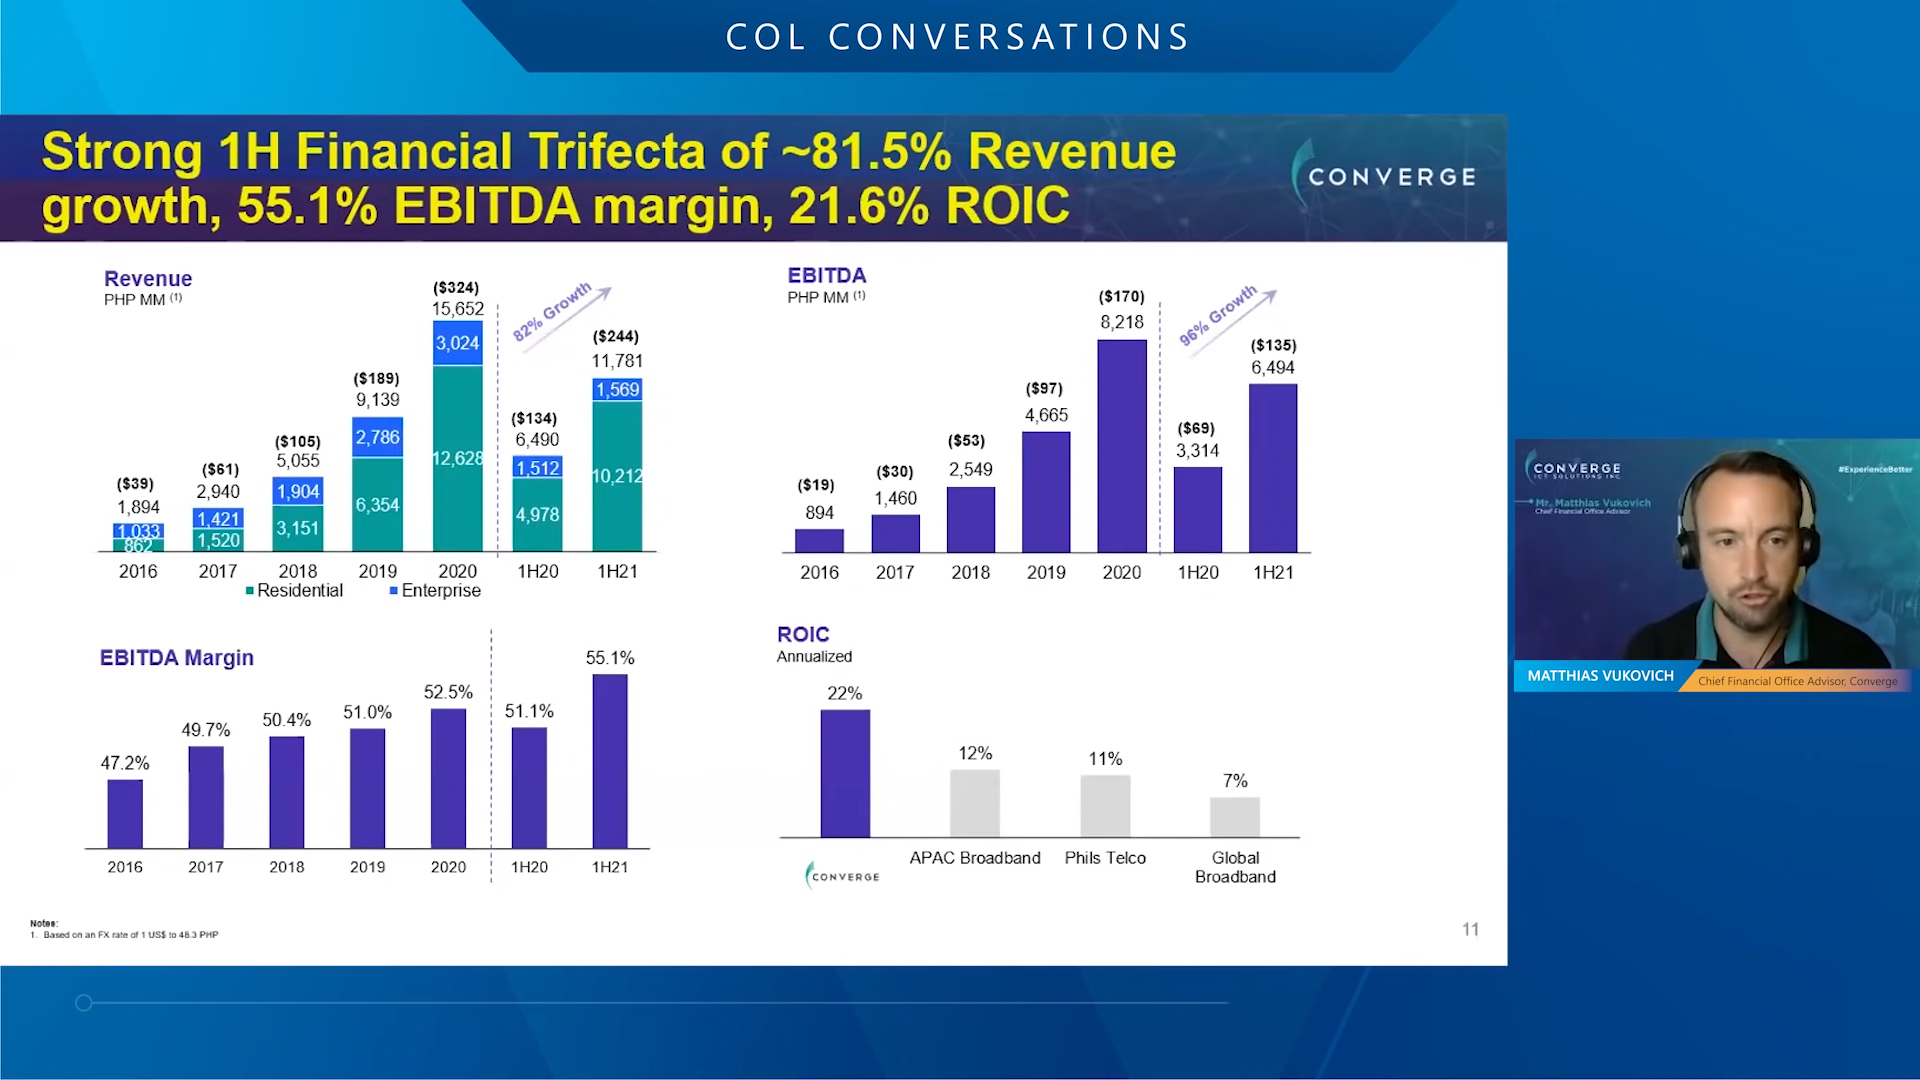 COL CONVERSATIONS
Strong 1H Financial Trifecta of ~81.5% Revenue
growth, 55.1% EBITDA margin, 21.6% ROIC
CONVERGE
Revenue
PHP MM (1)
($39)
1,894
1,033
862
($61)
2,940
1,421
1,520
($105)
5,055
1,904
3,151
($189)
9,139
2,786
6,354
($324)
15,652
3,024
12,628
82% Growth
($134)
6,490
1,512
4,978
($244)
11,781
1,569
10,212
2016 2017 2018 2019 2020 1H20 1H21
Residential Enterprise
EBITDA
PHP MM (1)
($19)
894
($30)
1,460
($53)
2,549
($97)
4,665
($170)
8,218
96% Growth
($69)
3,314
($135)
6,494
2016 2017 2018 2019 2020 1H20 1H21
EBITDA Margin
47.2% 49.7% 50.4% 51.0% 52.5% 51.1% 55.1%
2016 2017 2018 2019 2020 1H20 1H21
ROIC
Annualized
22% 12% 11% 7%
CONVERGE
APAC Broadband
Phils Telco
Global
Broadband
Notes:
1. Based on an FX rate of 1 US$ to 48.3 PHP
11
CONVERGE
ICT SOLUTIONS INC.
#ExperienceBetter
Mr. Matthias Vukovich
Chief Financial Office Advisor
MATTHIAS VUKOVICH
Chief Financial Office Advisor, Converge